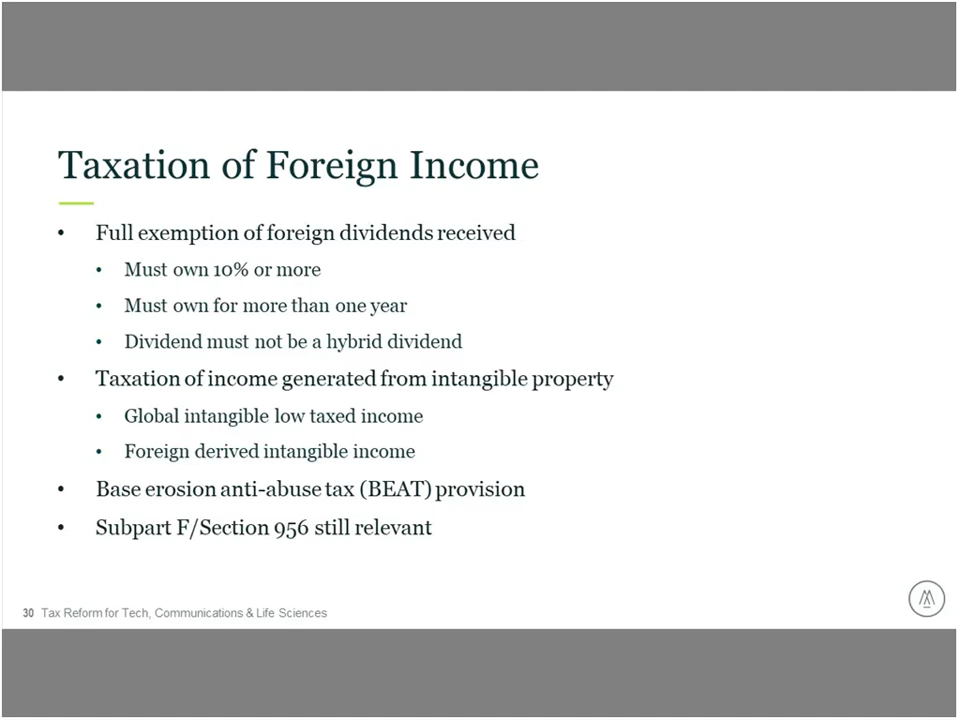 Taxation of Foreign Income
• Full exemption of foreign dividends received
• Must own 10% or more
• Must own for more than one year
• Dividend must not be a hybrid dividend
• Taxation of income generated from intangible property
• Global intangible low taxed income
• Foreign derived intangible income
• Base erosion anti-abuse tax (BEAT) provision
• Subpart F/Section 956 still relevant
30 Tax Reform for Tech, Communications & Life Sciences